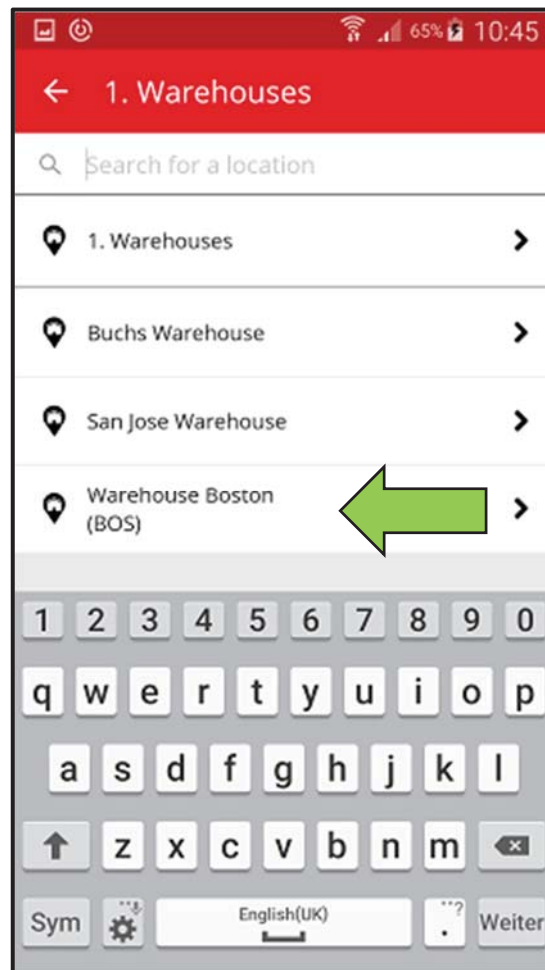 65% 10:45
1. Warehouses
Search for a location
1. Warehouses
Buchs Warehouse
San Jose Warehouse
Warehouse Boston
(BOS)
1 2 3 4 5 6 7 8 9 0
q w e r t y u i o p
a s d f g h j k l
z x c v b n m
Sym English(UK) . ? Weiter